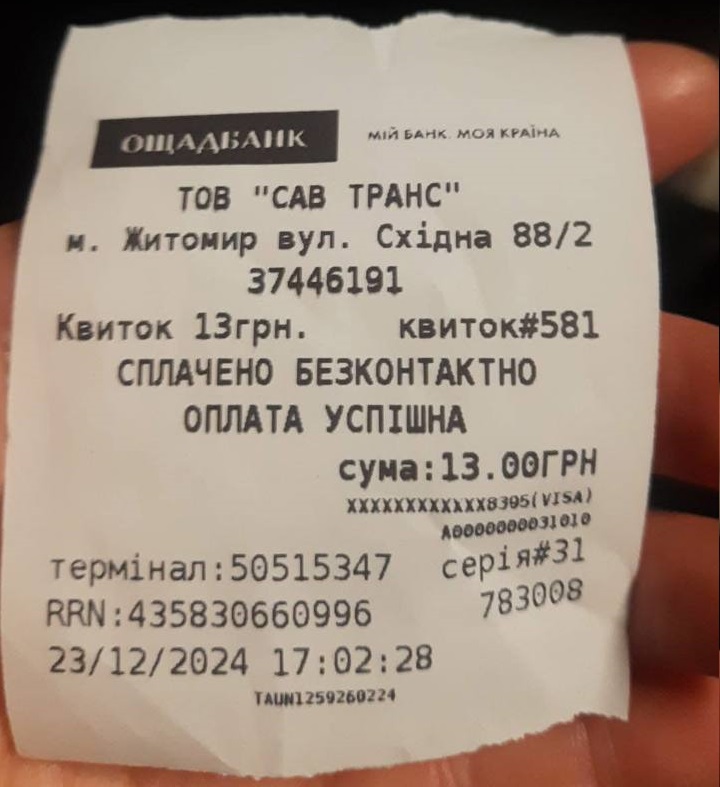 ОЩАДБАНК МІЙ БАНК. МОЯ КРАЇНА
ТОВ "САВ ТРАНС"
м. Житомир вул. Східна 88/2
37446191
Квиток 13грн. квиток#581
СПЛАЧЕНО БЕЗКОНТАКТНО
ОПЛАТА УСПІШНА
сума:13.00ГРН
XXXXXXXXXXXX8395(VISA)
A0000000031010
термінал:50515347 серія#31
RRN:435830660996 783008
23/12/2024 17:02:28
TAUN1259260224